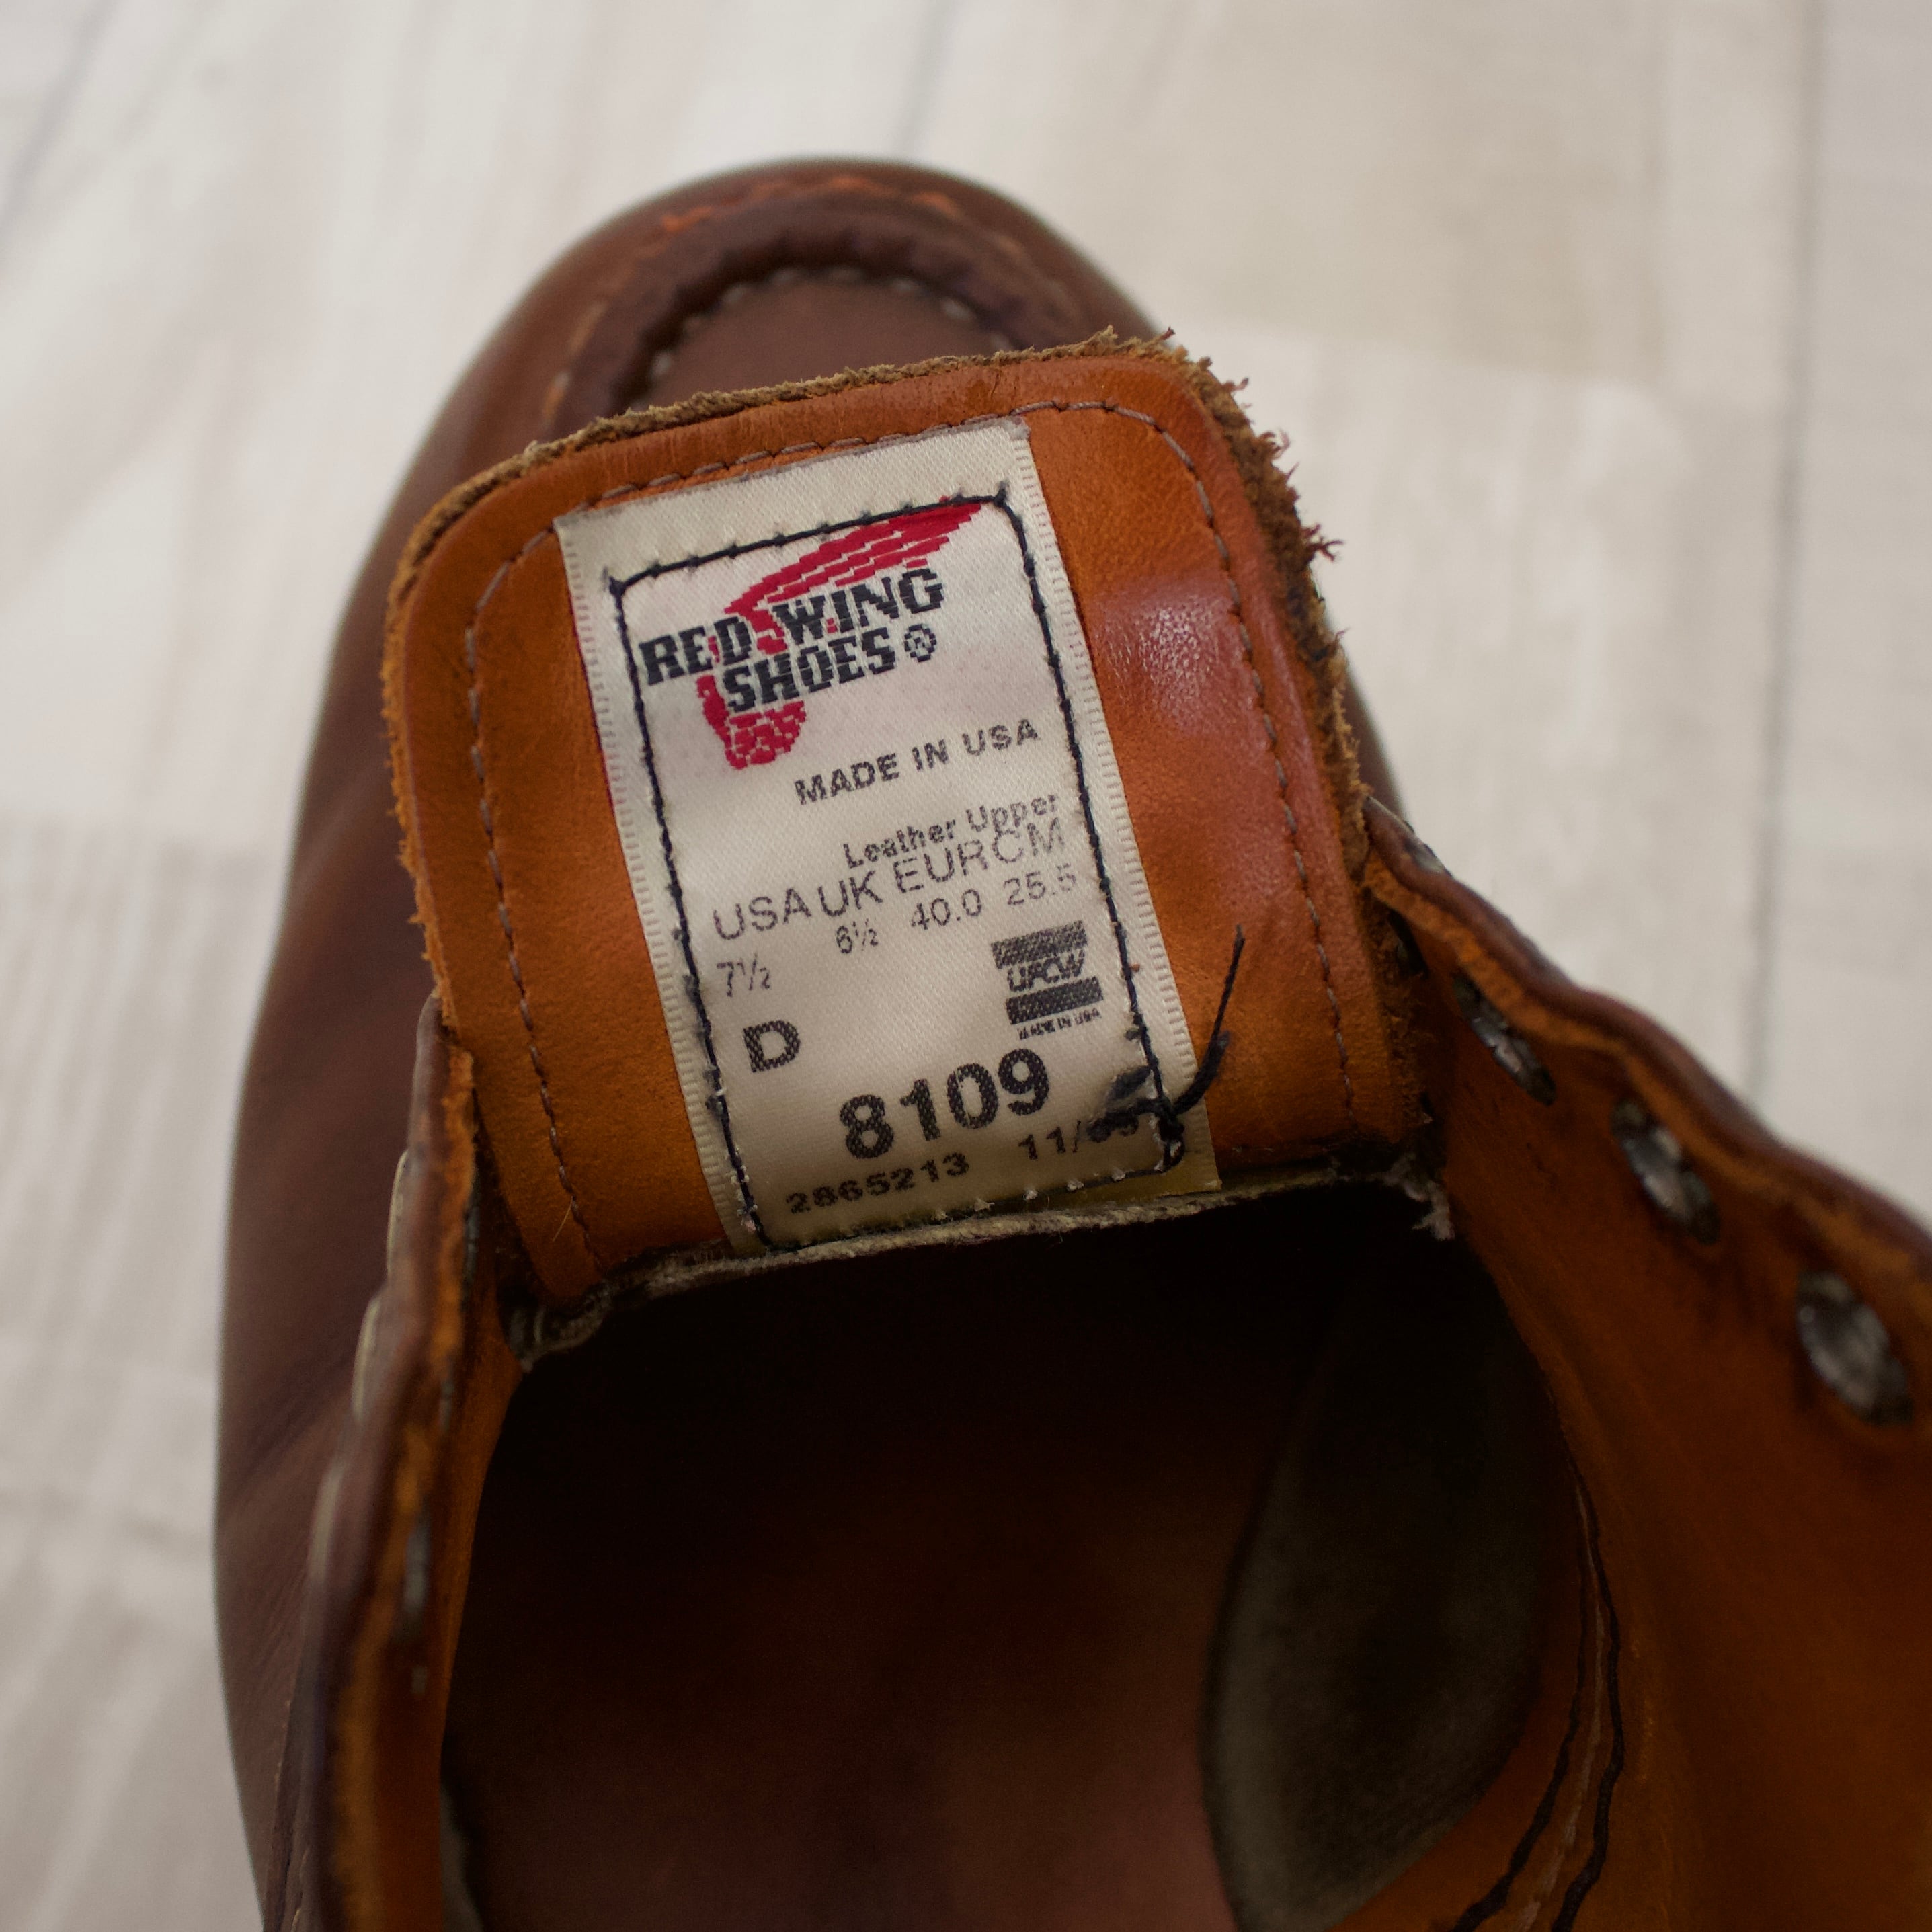 RED WING
SHOES®
MADE IN USA
Leather Upper
USA UK EUR CM
7½ 6½ 40.0 25.5
UFCW
MADE IN USA
D
8109
2865213 11/